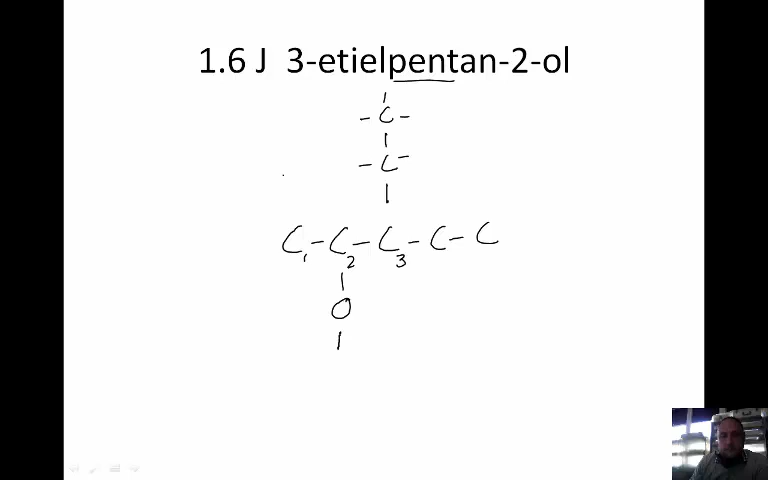 1.6 J 3-etielpentan-2-ol
- C -
- C -
C - C - C - C - C
1 2 3
O